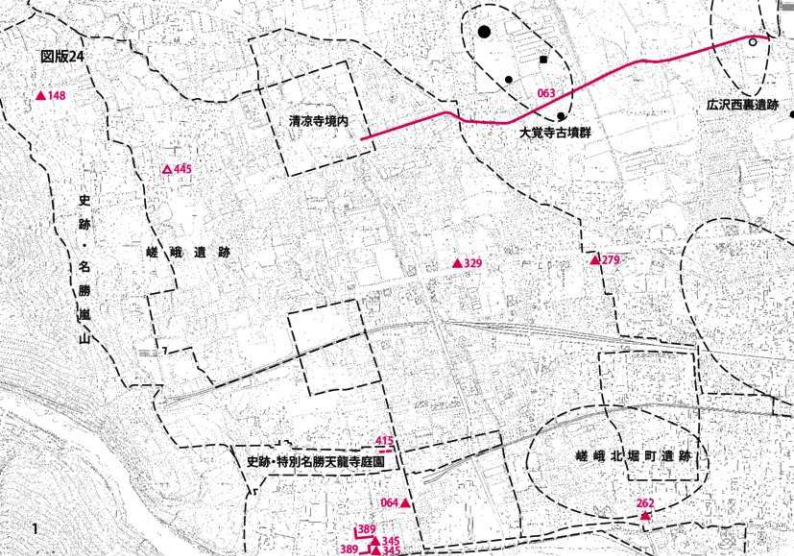 図版24
148
063
広沢西裏遺跡
清凉寺境内
大覚寺古墳群
445
史跡・名勝嵐山
嵯峨遺跡
329
279
415
史跡・特別名勝天龍寺庭園
嵯峨北堀町遺跡
064
262
389
345
389
345
1